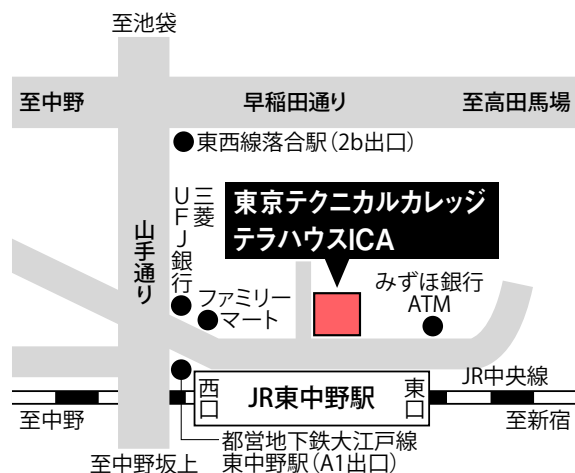 至池袋
至中野
早稲田通り
至高田馬場
東西線落合駅（2b出口）
三菱
UFJ銀行
東京テクニカルカレッジ
テラハウスICA
山手通り
ファミリー
マート
みずほ銀行
ATM
西口
JR東中野駅
東口
JR中央線
至中野
至新宿
都営地下鉄大江戸線
東中野駅（A1出口）
至中野坂上